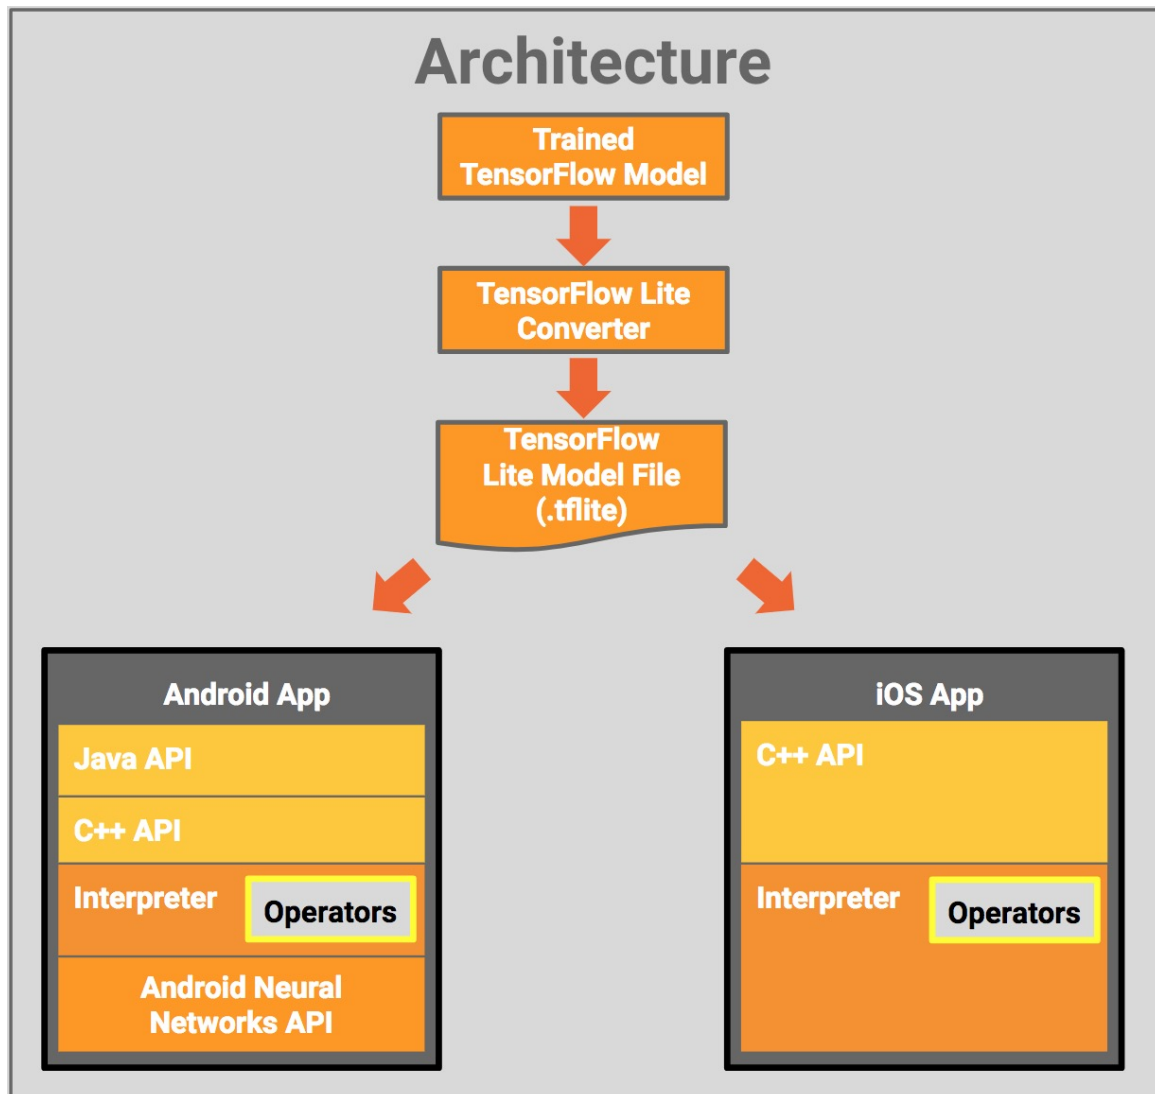 Architecture
Trained
TensorFlow Model
TensorFlow Lite
Converter
TensorFlow
Lite Model File
(.tflite)
Android App
Java API
C++ API
Interpreter
Operators
Android Neural
Networks API
iOS App
C++ API
Interpreter
Operators